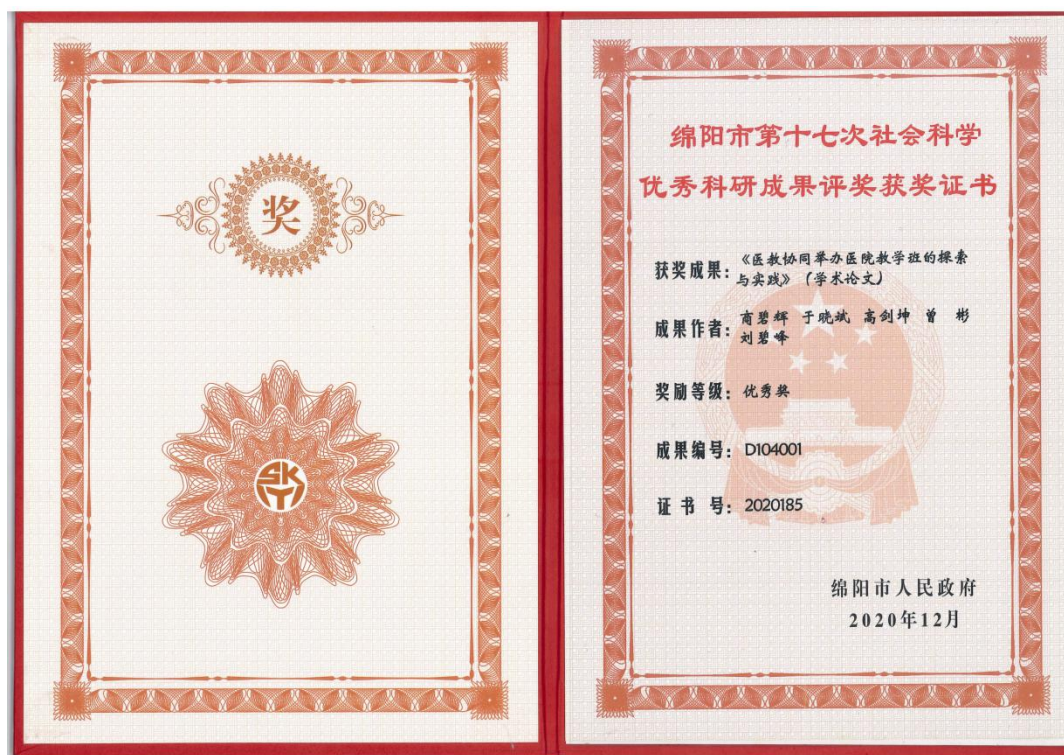 奖
SK
绵阳市第十七次社会科学
优秀科研成果评奖获奖证书
获奖成果：《医教协同举办医院教学班的探索
与实践》（学术论文）
成果作者：商碧辉 于晓斌 高剑坤 曾 彬
刘碧峰
奖励等级：优秀奖
成果编号：D104001
证 书 号：2020185
绵阳市人民政府
2020年12月